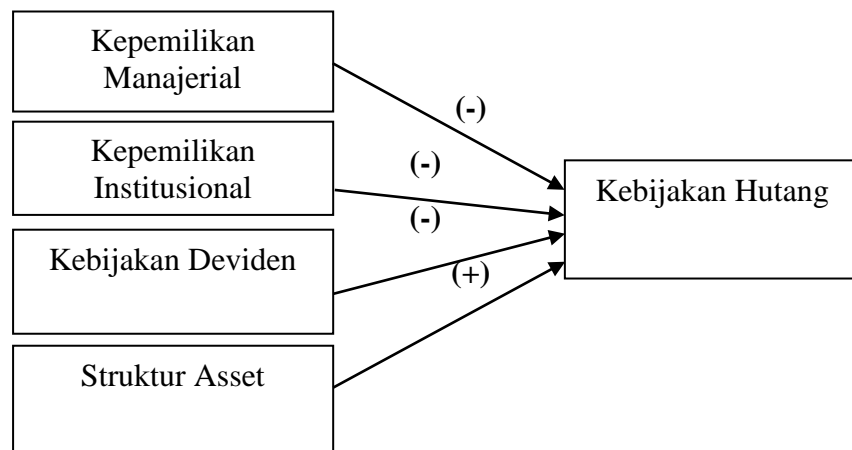 Kepemilikan
Manajerial
(-)
Kepemilikan
Institusional
(-)
Kebijakan Hutang
(-)
Kebijakan Deviden
(+)
Struktur Asset